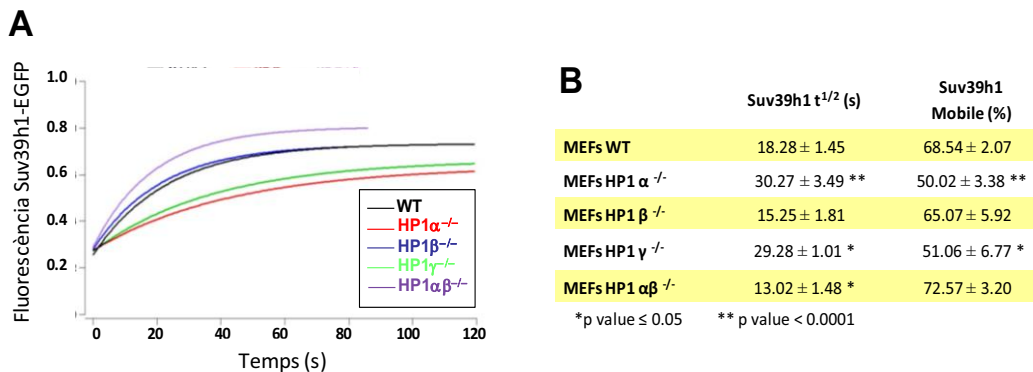 A
Fluorescència Suv39h1-EGFP
1.0
0.8
0.6
0.4
0.2
WT
HP1α⁻/⁻
HP1β⁻/⁻
HP1γ⁻/⁻
HP1αβ⁻/⁻
0 20 40 60 80 100 120
Temps (s)
B
Suv39h1 t^1/2 (s) Suv39h1 Mobile (%)
MEFs WT 18.28 ± 1.45 68.54 ± 2.07
MEFs HP1 α ⁻/⁻ 30.27 ± 3.49 ** 50.02 ± 3.38 **
MEFs HP1 β ⁻/⁻ 15.25 ± 1.81 65.07 ± 5.92
MEFs HP1 γ ⁻/⁻ 29.28 ± 1.01 * 51.06 ± 6.77 *
MEFs HP1 αβ ⁻/⁻ 13.02 ± 1.48 * 72.57 ± 3.20
*p value ≤ 0.05 ** p value < 0.0001